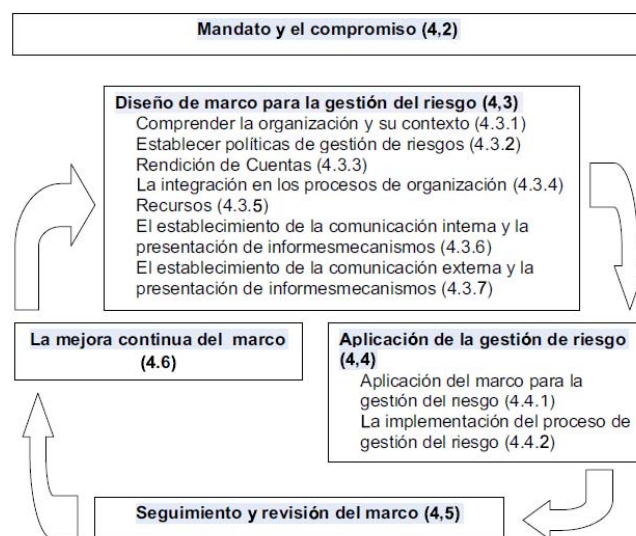 Mandato y el compromiso (4,2)
Diseño de marco para la gestión del riesgo (4,3)
Comprender la organización y su contexto (4.3.1)
Establecer políticas de gestión de riesgos (4.3.2)
Rendición de Cuentas (4.3.3)
La integración en los procesos de organización (4.3.4)
Recursos (4.3.5)
El establecimiento de la comunicación interna y la
presentación de informesmecanismos (4.3.6)
El establecimiento de la comunicación externa y la
presentación de informesmecanismos (4.3.7)
La mejora continua del marco
(4.6)
Aplicación de la gestión de riesgo
(4,4)
Aplicación del marco para la
gestión del riesgo (4.4.1)
La implementación del proceso de
gestión del riesgo (4.4.2)
Seguimiento y revisión del marco (4,5)